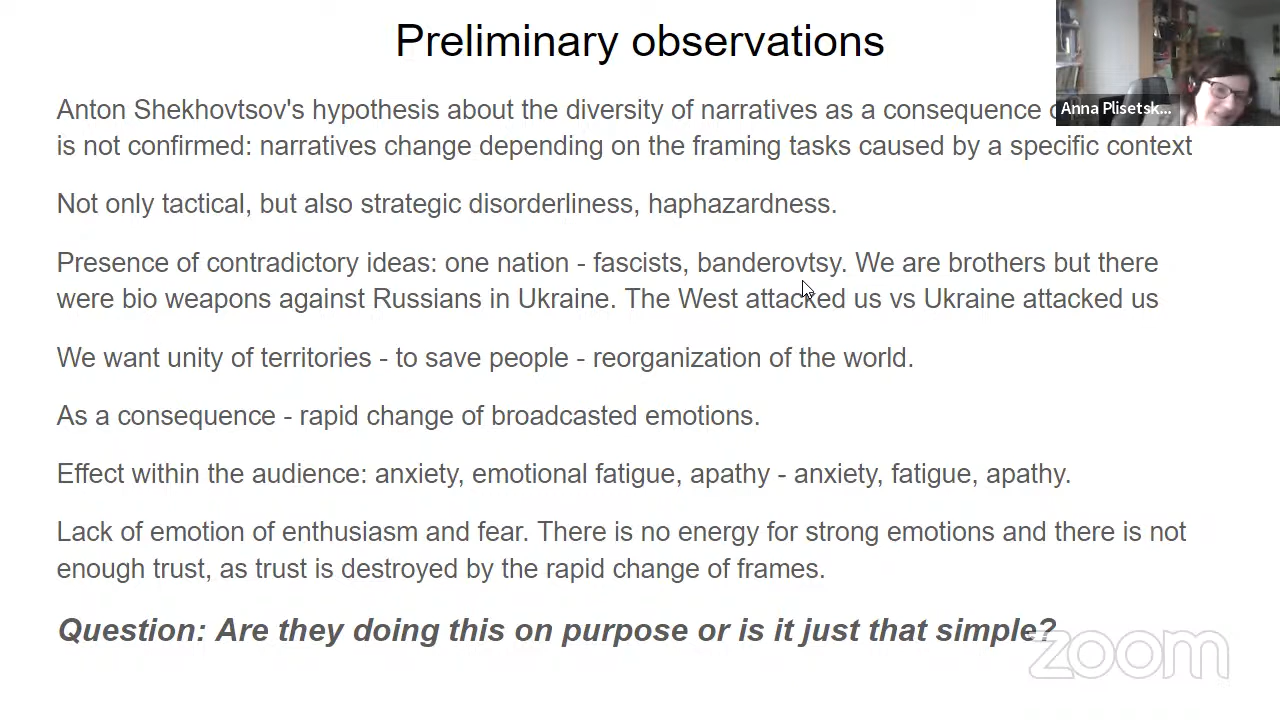 Preliminary observations
Anton Shekhovtsov's hypothesis about the diversity of narratives as a consequence
is not confirmed: narratives change depending on the framing tasks caused by a specific context
Not only tactical, but also strategic disorderliness, haphazardness.
Presence of contradictory ideas: one nation - fascists, banderovtsy. We are brothers but there
were bio weapons against Russians in Ukraine. The West attacked us vs Ukraine attacked us
We want unity of territories - to save people - reorganization of the world.
As a consequence - rapid change of broadcasted emotions.
Effect within the audience: anxiety, emotional fatigue, apathy - anxiety, fatigue, apathy.
Lack of emotion of enthusiasm and fear. There is no energy for strong emotions and there is not
enough trust, as trust is destroyed by the rapid change of frames.
Question: Are they doing this on purpose or is it just that simple?
Anna Plisetsk...
zoom